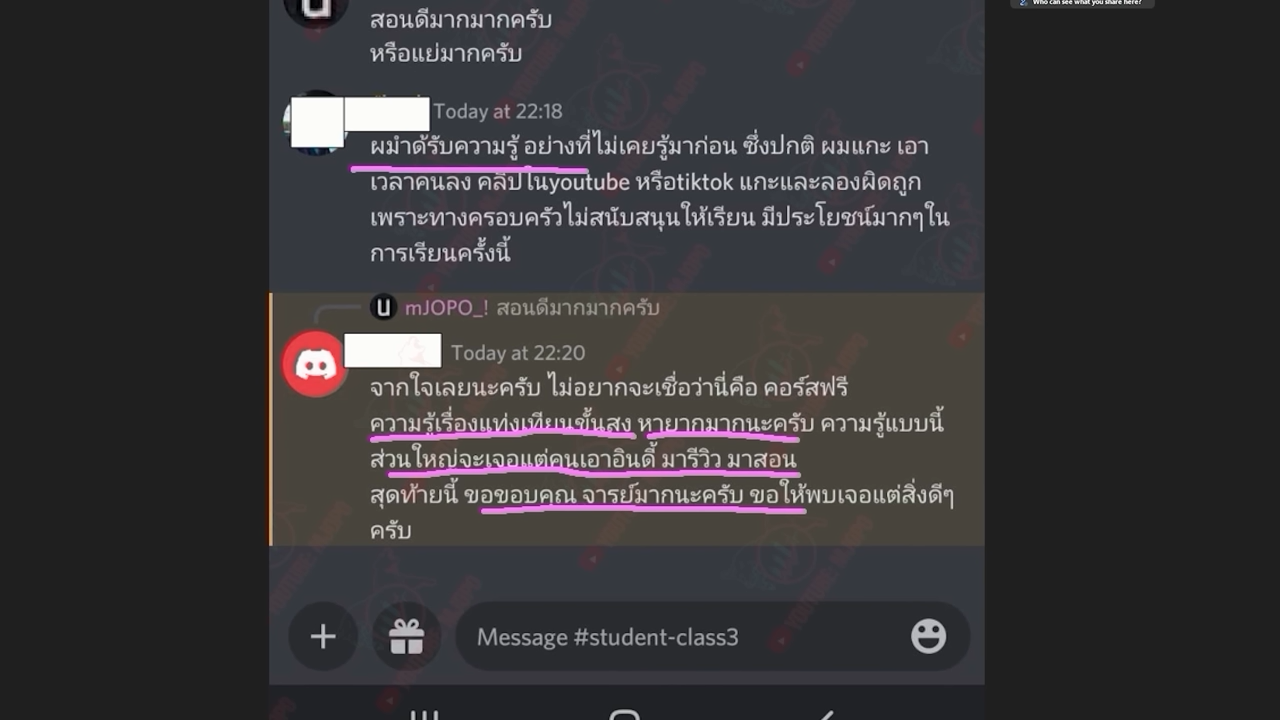 Who can see what you share here?
สอนดีมากมากครับ
หรือแย่มากครับ
Today at 22:18
ผมำด้รับความรู้ อย่างที่ไม่เคยรู้มาก่อน ซึ่งปกติ ผมแกะ เอา
เวลาคนลง คลิปในyoutube หรือtiktok แกะและลองผิดถูก
เพราะทางครอบครัวไม่สนับสนุนให้เรียน มีประโยชน์มากๆใน
การเรียนครั้งนี้
mJOPO_! สอนดีมากมากครับ
Today at 22:20
จากใจเลยนะครับ ไม่อยากจะเชื่อว่านี่คือ คอร์สฟรี
ความรู้เรื่องแท่งเทียนขั้นสูง หายากมากนะครับ ความรู้แบบนี้
ส่วนใหญ่จะเจอแต่คนเอาอินดี้ มารีวิว มาสอน
สุดท้ายนี้ ขอขอบคุณ จารย์มากนะครับ ขอให้พบเจอแต่สิ่งดีๆ
ครับ
Message #student-class3